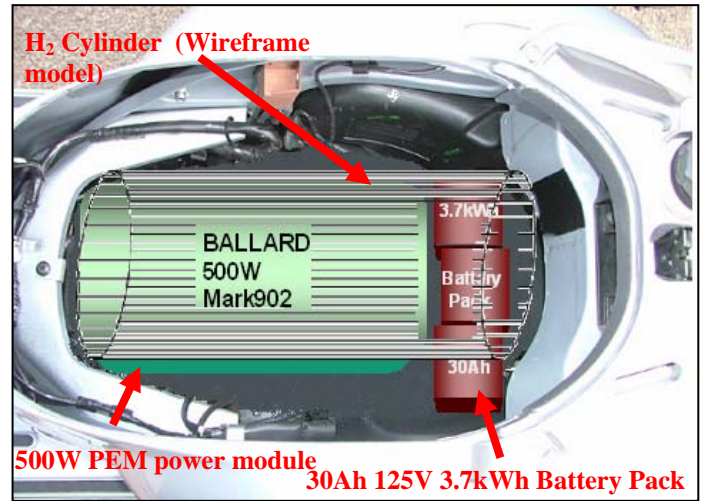 H₂ Cylinder (Wireframe
model)
3.7kWh
BALLARD
500W
Mark902
Battery
Pack
30Ah
500W PEM power module
30Ah 125V 3.7kWh Battery Pack